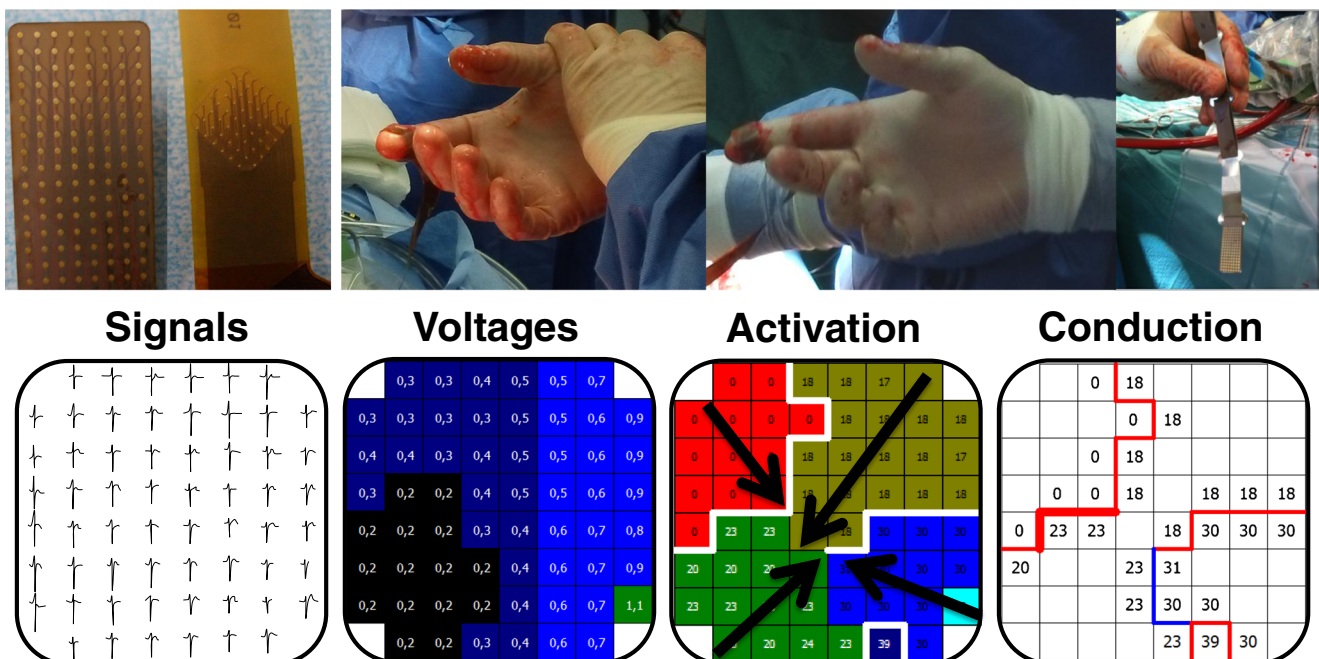 Signals
Voltages
Activation
Conduction
0,3 0,3 0,4 0,5 0,5 0,7
0,3 0,3 0,3 0,5 0,5 0,6 0,9
0,4 0,4 0,3 0,4 0,5 0,5 0,6 0,9
0,3 0,2 0,2 0,4 0,5 0,5 0,6 0,9
0,2 0,2 0,2 0,3 0,4 0,6 0,7 0,8
0,2 0,2 0,2 0,2 0,4 0,6 0,7 0,9
0,2 0,2 0,2 0,2 0,4 0,6 0,7 1,1
0,2 0,2 0,3 0,4 0,6 0,7
0 0 18 18 17
0 0 0 0 18 18 18
0 0 18 18 18 17
0 0 18 18 18
0 23 23 18 30 30 30
20 20 20 30
23 23 23 30 30
20 24 23 39 30
0 18
0 18
0 18
0 0 18 18 18 18
0 23 23 18 30 30 30
20 23 31
23 30 30
23 39 30